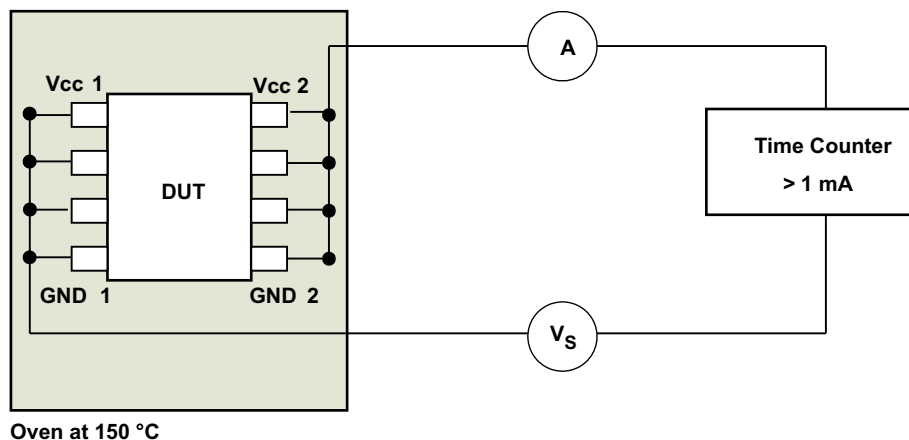 A
Vcc 1
Vcc 2
Time Counter
> 1 mA
DUT
GND 1
GND 2
VS
Oven at 150 °C